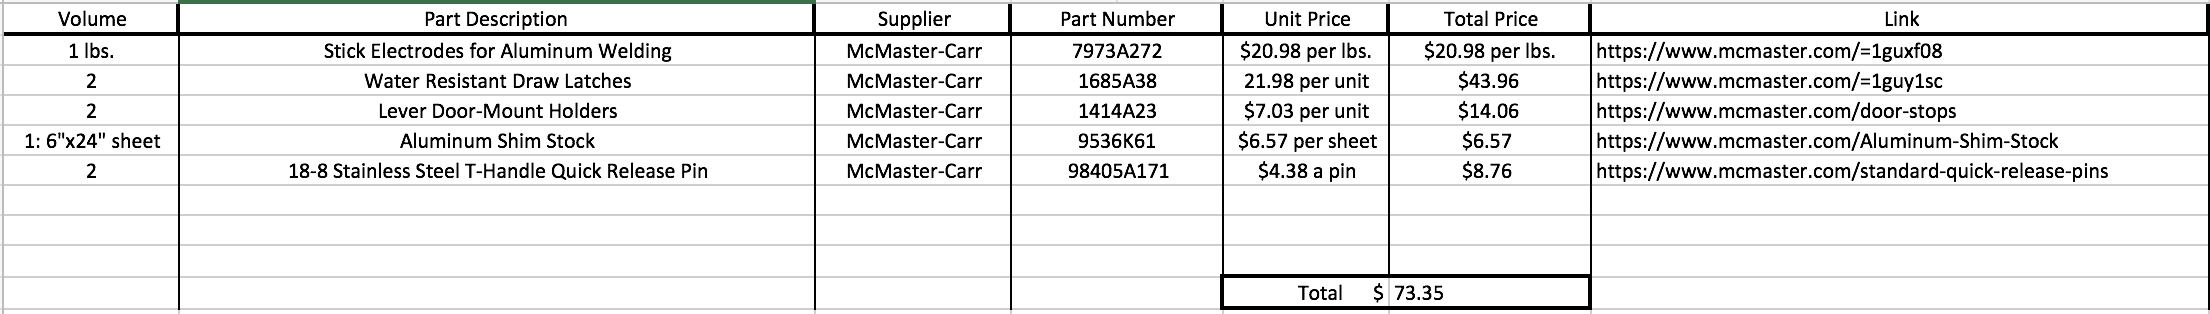 Volume Part Description Supplier Part Number Unit Price Total Price Link
1 lbs. Stick Electrodes for Aluminum Welding McMaster-Carr 7973A272 $20.98 per lbs. $20.98 per lbs. https://www.mcmaster.com/=1guxf08
2 Water Resistant Draw Latches McMaster-Carr 1685A38 21.98 per unit $43.96 https://www.mcmaster.com/=1guy1sc
2 Lever Door-Mount Holders McMaster-Carr 1414A23 $7.03 per unit $14.06 https://www.mcmaster.com/door-stops
1: 6"x24" sheet Aluminum Shim Stock McMaster-Carr 9536K61 $6.57 per sheet $6.57 https://www.mcmaster.com/Aluminum-Shim-Stock
2 18-8 Stainless Steel T-Handle Quick Release Pin McMaster-Carr 98405A171 $4.38 a pin $8.76 https://www.mcmaster.com/standard-quick-release-pins
Total $ 73.35